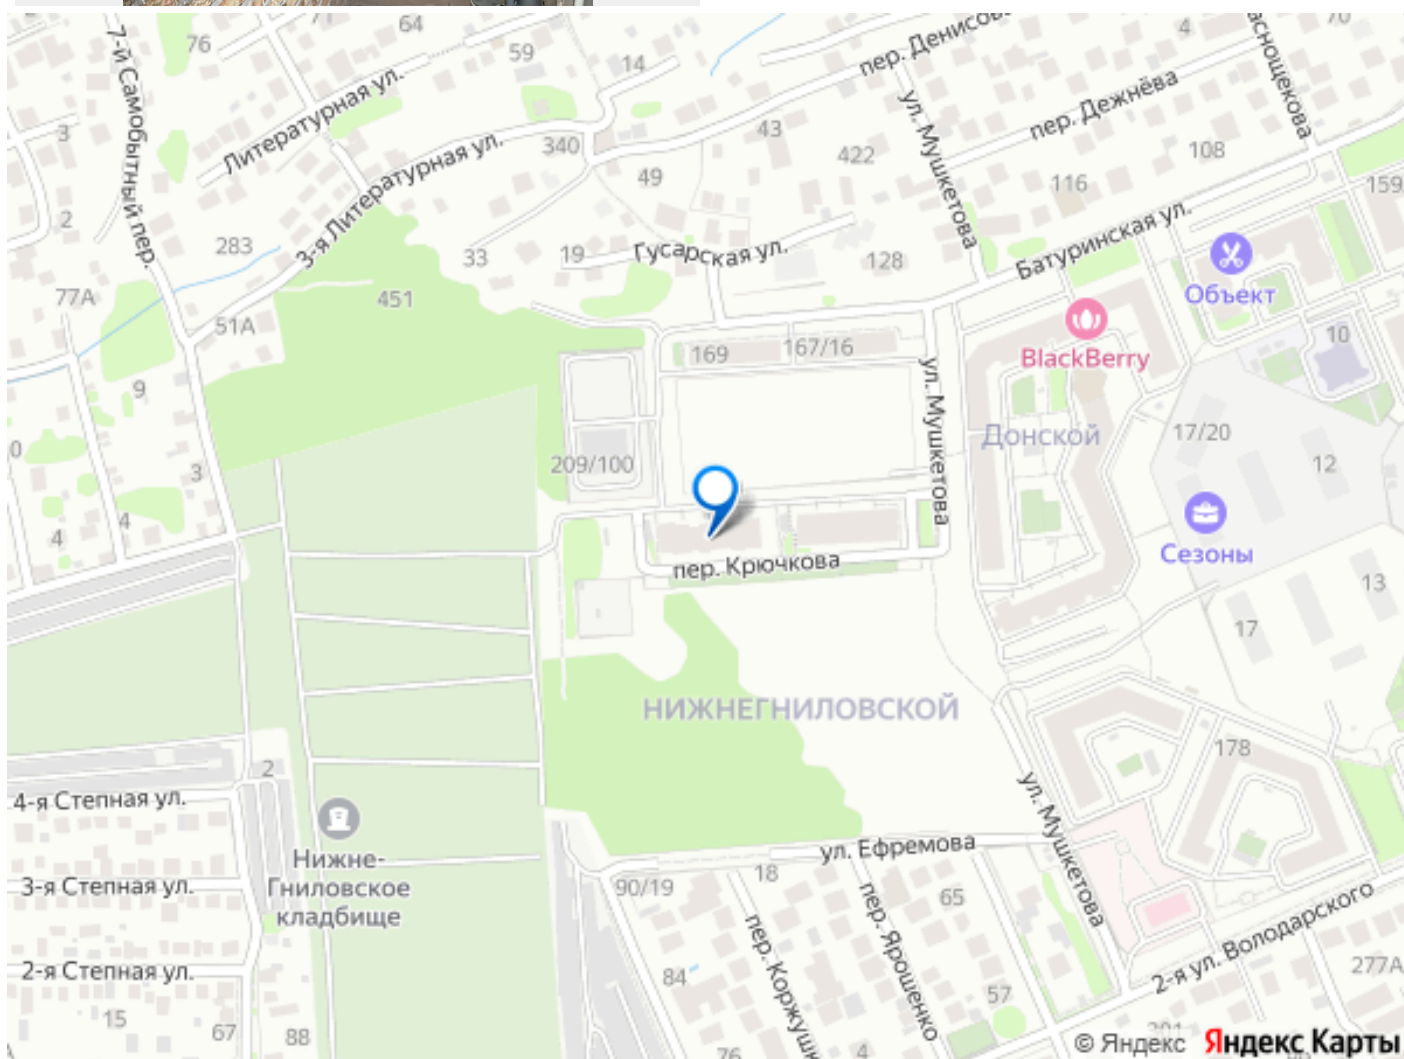 71
64
70
76
7-й Самобытный пер.
59
14
пер. Денисов
4
Литературная ул.
ул. Мушкетова
пер. Дежнёва
3
43
340
422
108
3-я Литературная ул.
49
116
159
2
283
33
19
Гусарская ул.
128
Батуринская ул.
Объект
77А
451
51А
BlackBerry
10
169
167/16
9
ул. Мушкетова
Донской
17/20
0
3
209/100
12
4
4
Сезоны
пер. Крючкова
13
17
НИЖНЕГНИЛОВСКОЙ
178
2
4-я Степная ул.
ул. Мушкетова
ул. Ефремова
Нижне-
Гниловское
кладбище
3-я Степная ул.
90/19
18
65
пер. Ярошенко
2-я ул. Володарского
2-я Степная ул.
84
277А
57
15
67
88
76
4
© Яндекс Яндекс Карты